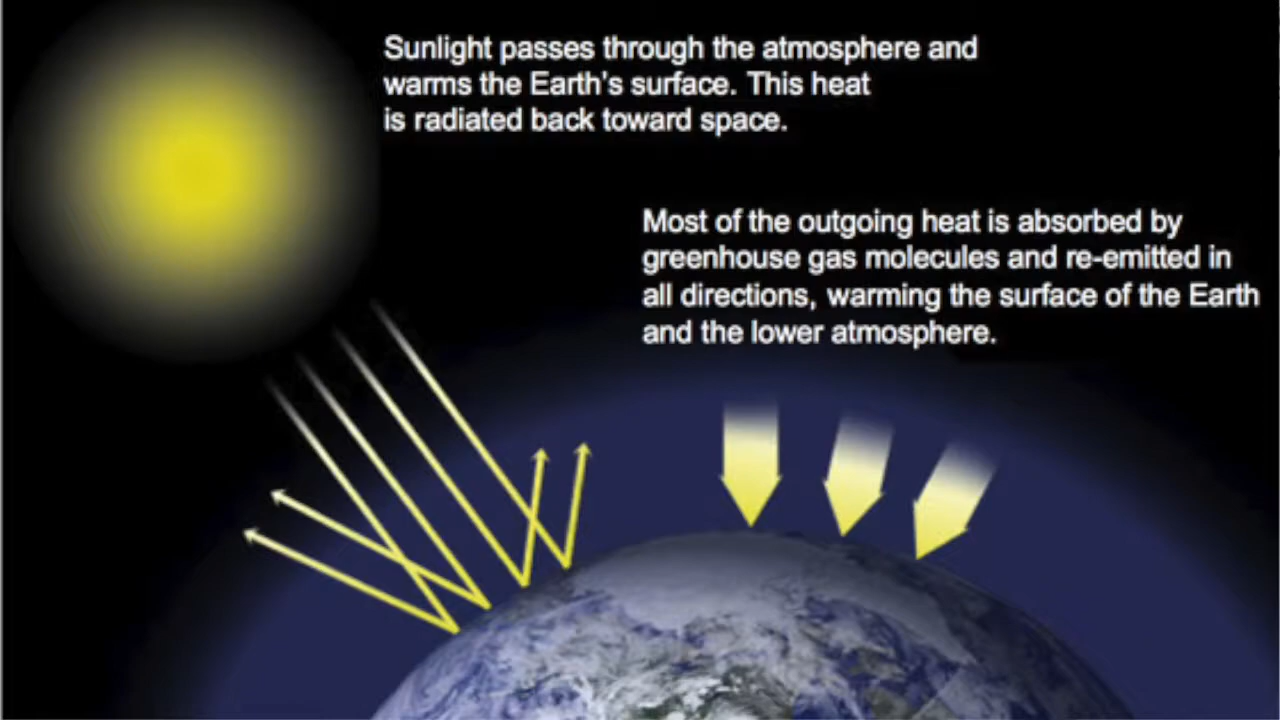 Sunlight passes through the atmosphere and
warms the Earth's surface. This heat
is radiated back toward space.
Most of the outgoing heat is absorbed by
greenhouse gas molecules and re-emitted in
all directions, warming the surface of the Earth
and the lower atmosphere.